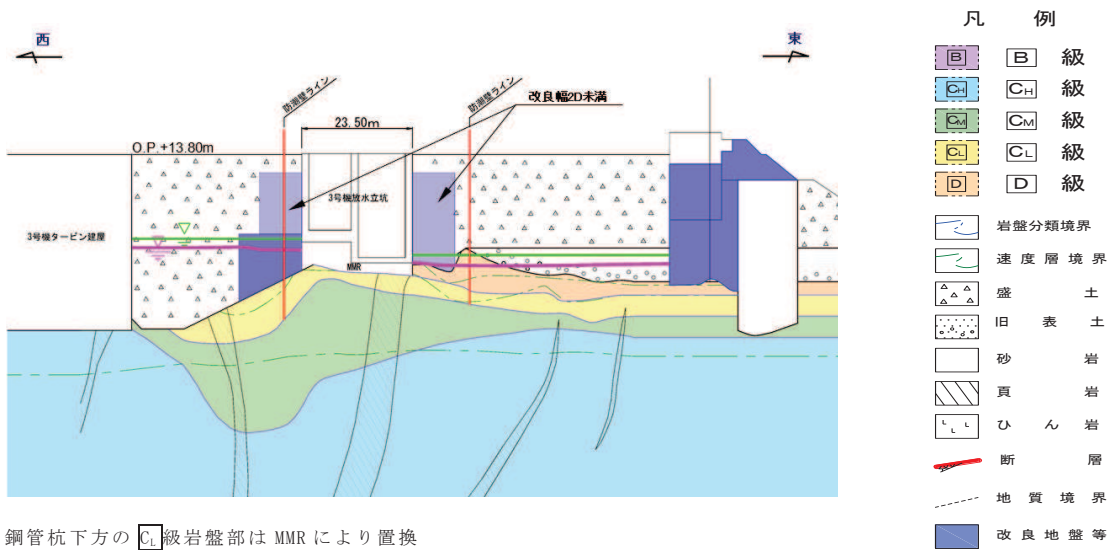 西
東
防潮壁ライン
防潮壁ライン
改良幅2D未満
23.50m
O.P.+13.80m
3号機放水立坑
3号機タービン建屋
MMR
鋼管杭下方の CL 級岩盤部は MMR により置換
凡 例
B B 級
CH CH 級
CM CM 級
CL CL 級
D D 級
岩盤分類境界
速度層境界
盛 土
旧 表 土
砂 岩
頁 岩
ひ ん 岩
断 層
地 質 境 界
改 良 地 盤 等